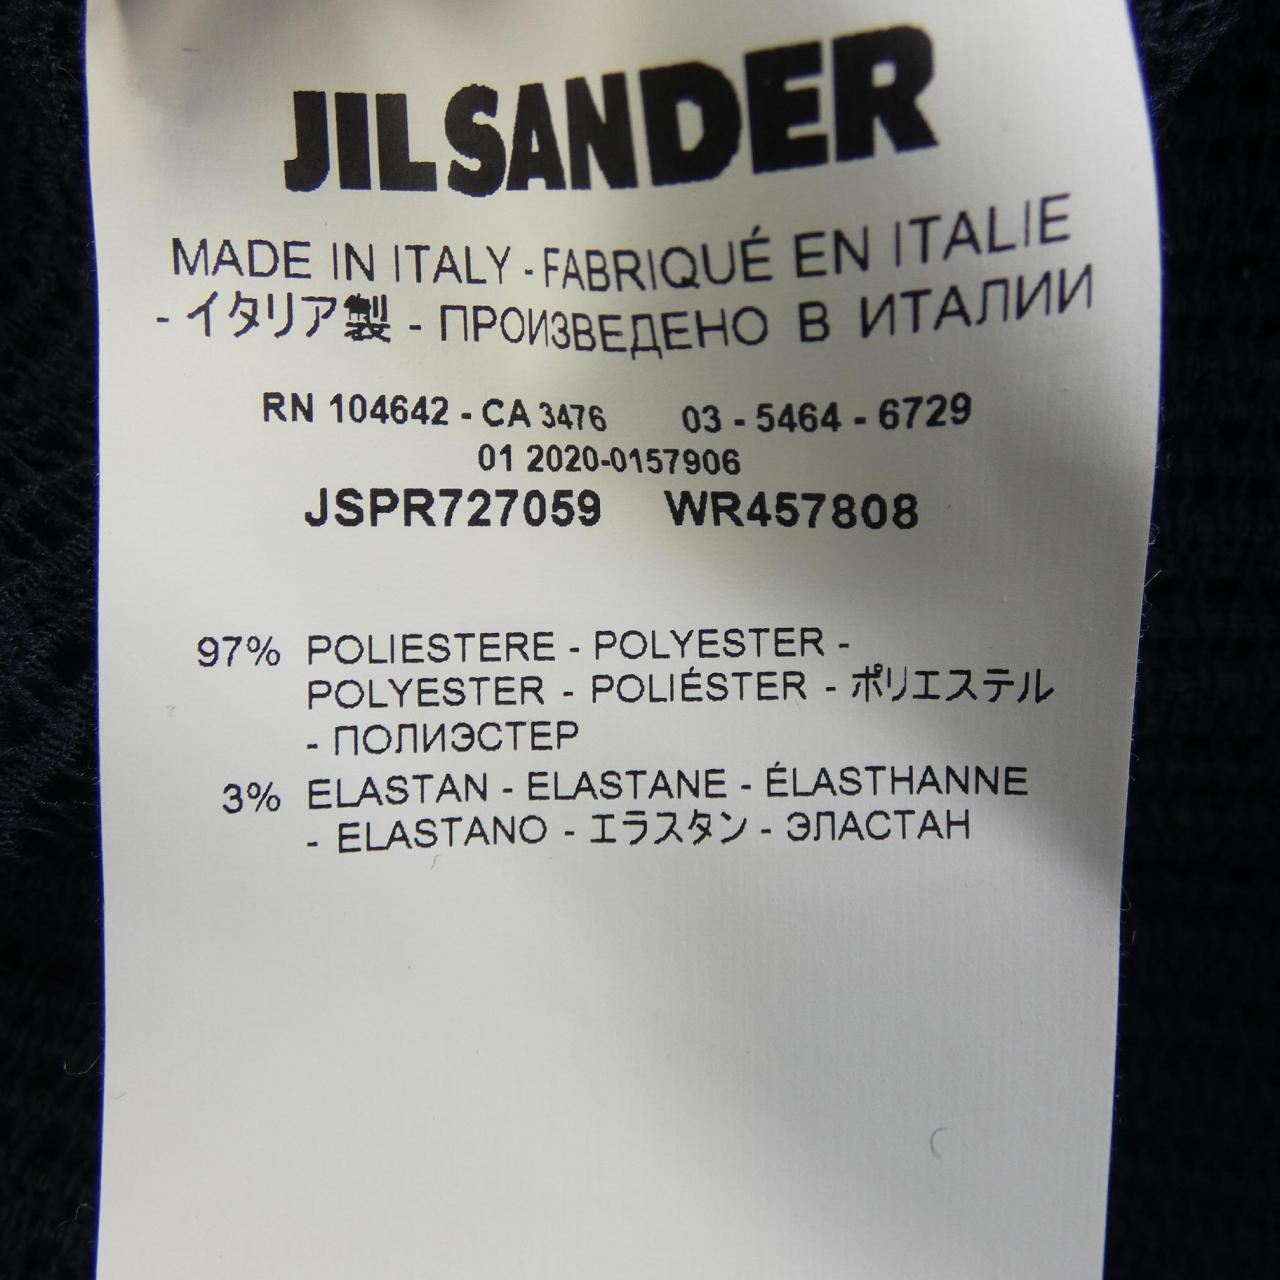 JIL SANDER
MADE IN ITALY - FABRIQUÉ EN ITALIE
- イタリア製 - ПРОИЗВЕДЕНО В ИТАЛИИ
RN 104642 - CA 3476 03 - 5464 - 6729
01 2020-0157906
JSPR727059 WR457808
97% POLIESTERE - POLYESTER -
POLYESTER - POLIÉSTER - ポリエステル
- ПОЛИЭСТЕР
3% ELASTAN - ELASTANE - ÉLASTHANNE
- ELASTANO - エラスタン - ЭЛАСТАН